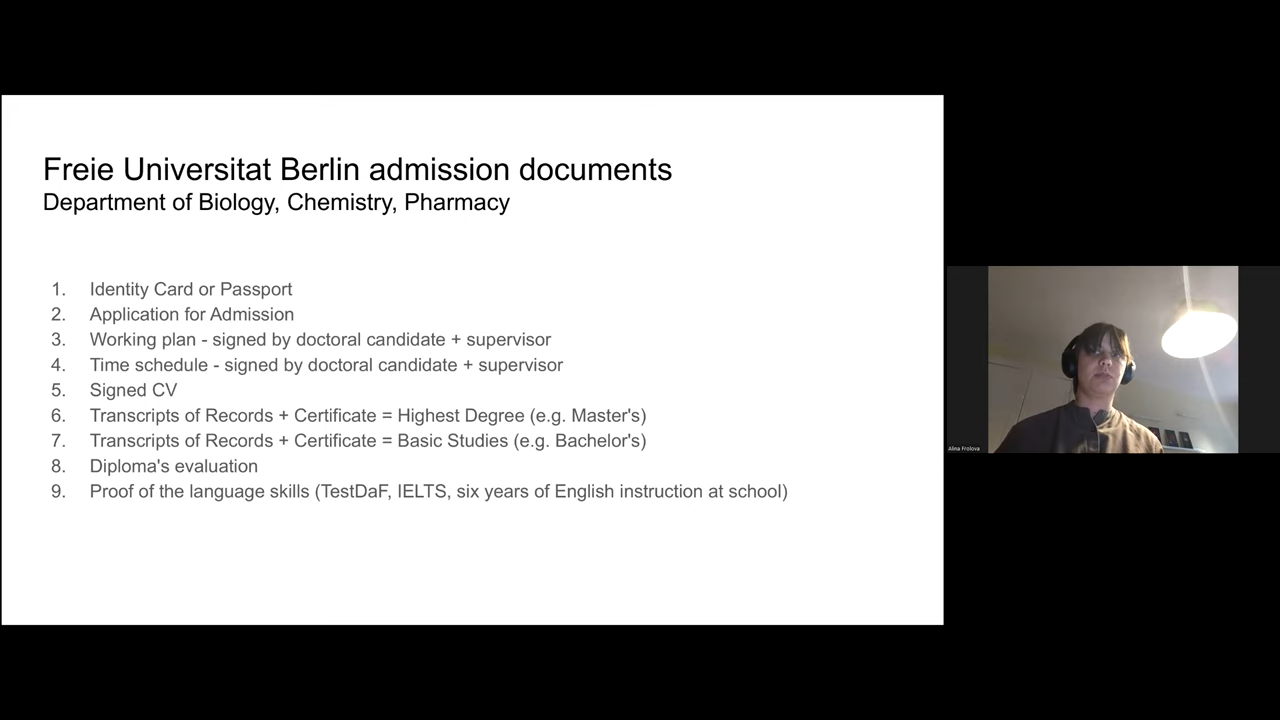 Freie Universitat Berlin admission documents
Department of Biology, Chemistry, Pharmacy
1. Identity Card or Passport
2. Application for Admission
3. Working plan - signed by doctoral candidate + supervisor
4. Time schedule - signed by doctoral candidate + supervisor
5. Signed CV
6. Transcripts of Records + Certificate = Highest Degree (e.g. Master's)
7. Transcripts of Records + Certificate = Basic Studies (e.g. Bachelor's)
8. Diploma's evaluation
9. Proof of the language skills (TestDaF, IELTS, six years of English instruction at school)
Alina Frolova